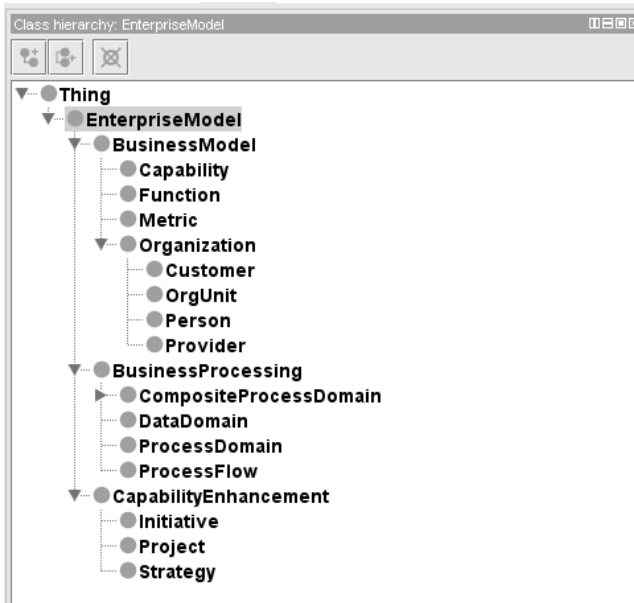 Class hierarchy: EnterpriseModel
Thing
EnterpriseModel
BusinessModel
Capability
Function
Metric
Organization
Customer
OrgUnit
Person
Provider
BusinessProcessing
CompositeProcessDomain
DataDomain
ProcessDomain
ProcessFlow
CapabilityEnhancement
Initiative
Project
Strategy